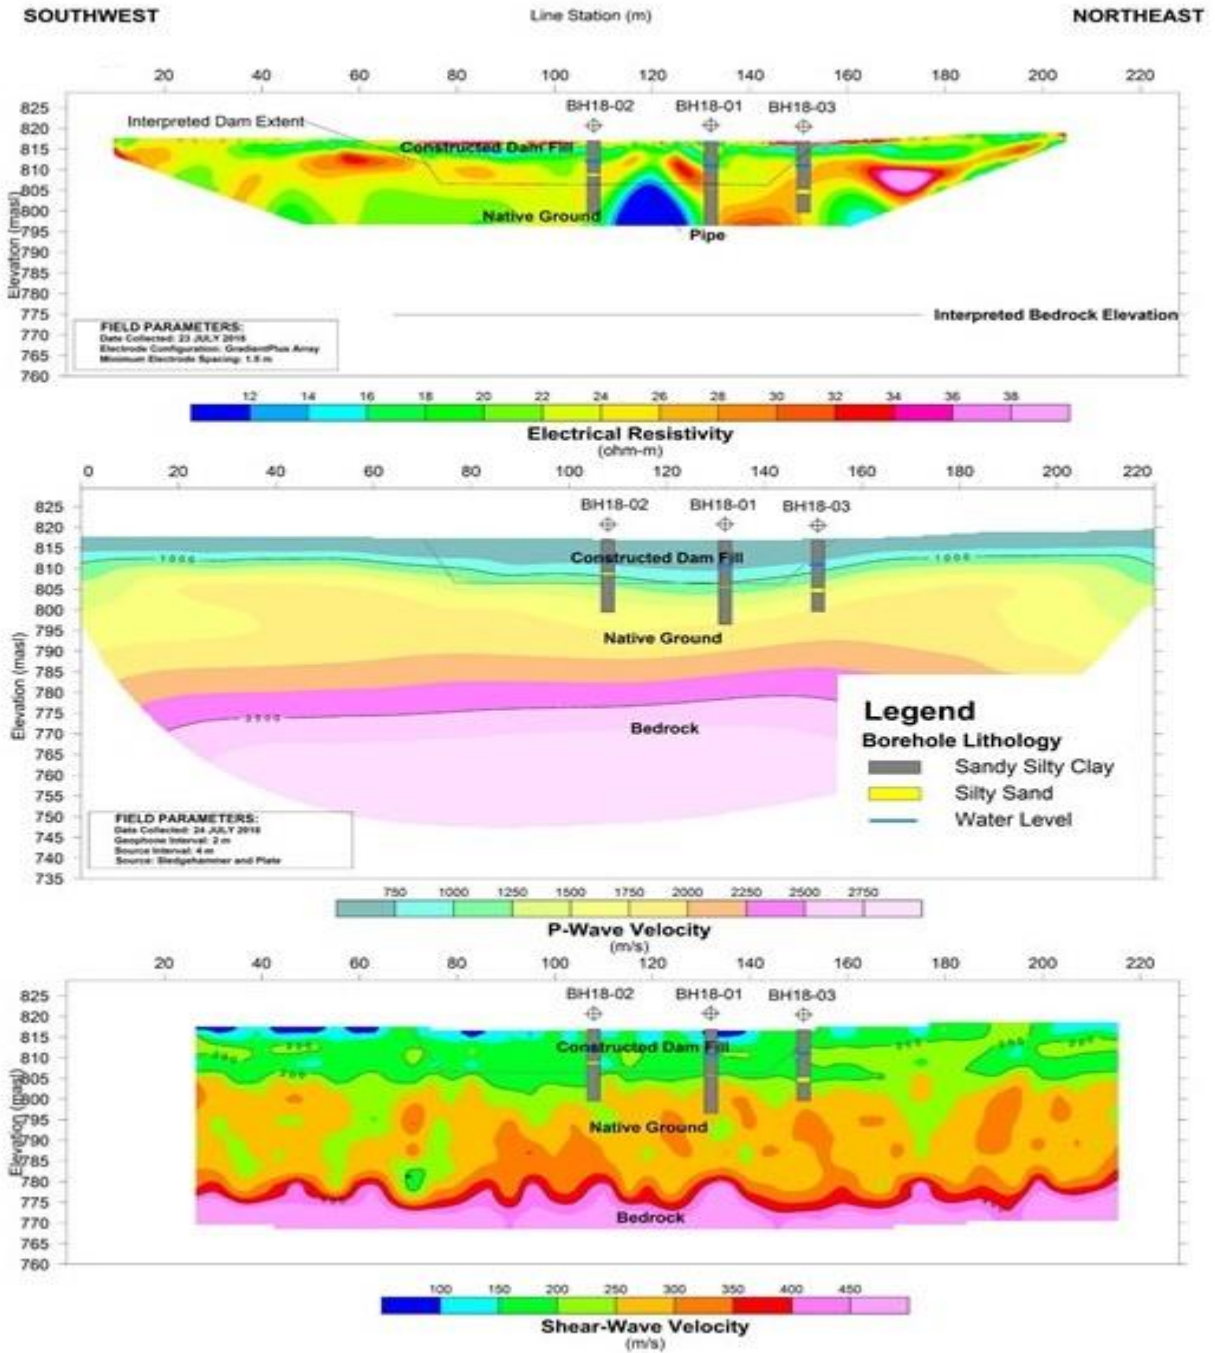 SOUTHWEST Line Station (m) NORTHEAST
20 40 60 80 100 120 140 160 180 200 220
BH18-02 BH18-01 BH18-03
825
820
815
810
805
800
795
790
785
780
775
770
765
760
Elevation (masl)
Interpreted Dam Extent
Constructed Dam Fill
Native Ground
Pipe
Interpreted Bedrock Elevation
FIELD PARAMETERS:
Date Collected: 23 JULY 2018
Electrode Configuration: GradientPlus Array
Minimum Electrode Spacing: 1.5 m
12 14 16 18 20 22 24 26 28 30 32 34 36 38
Electrical Resistivity
(ohm-m)
0 20 40 60 80 100 120 140 160 180 200 220
BH18-02 BH18-01 BH18-03
825
820
815
810
805
800
795
790
785
780
775
770
765
760
755
750
745
740
735
Elevation (masl)
Constructed Dam Fill
1000 1000
Native Ground
2500
Bedrock
Legend
Borehole Lithology
Sandy Silty Clay
Silty Sand
Water Level
FIELD PARAMETERS:
Date Collected: 24 JULY 2018
Geophone Interval: 2 m
Source Interval: 4 m
Source: Sledgehammer and Plate
750 1000 1250 1500 1750 2000 2250 2500 2750
P-Wave Velocity
(m/s)
20 40 60 80 100 120 140 160 180 200 220
BH18-02 BH18-01 BH18-03
825
820
815
810
805
800
795
790
785
780
775
770
765
760
Elevation (masl)
Constructed Dam Fill
200 200 200
200
Native Ground
Bedrock
100 150 200 250 300 350 400 450
Shear-Wave Velocity
(m/s)